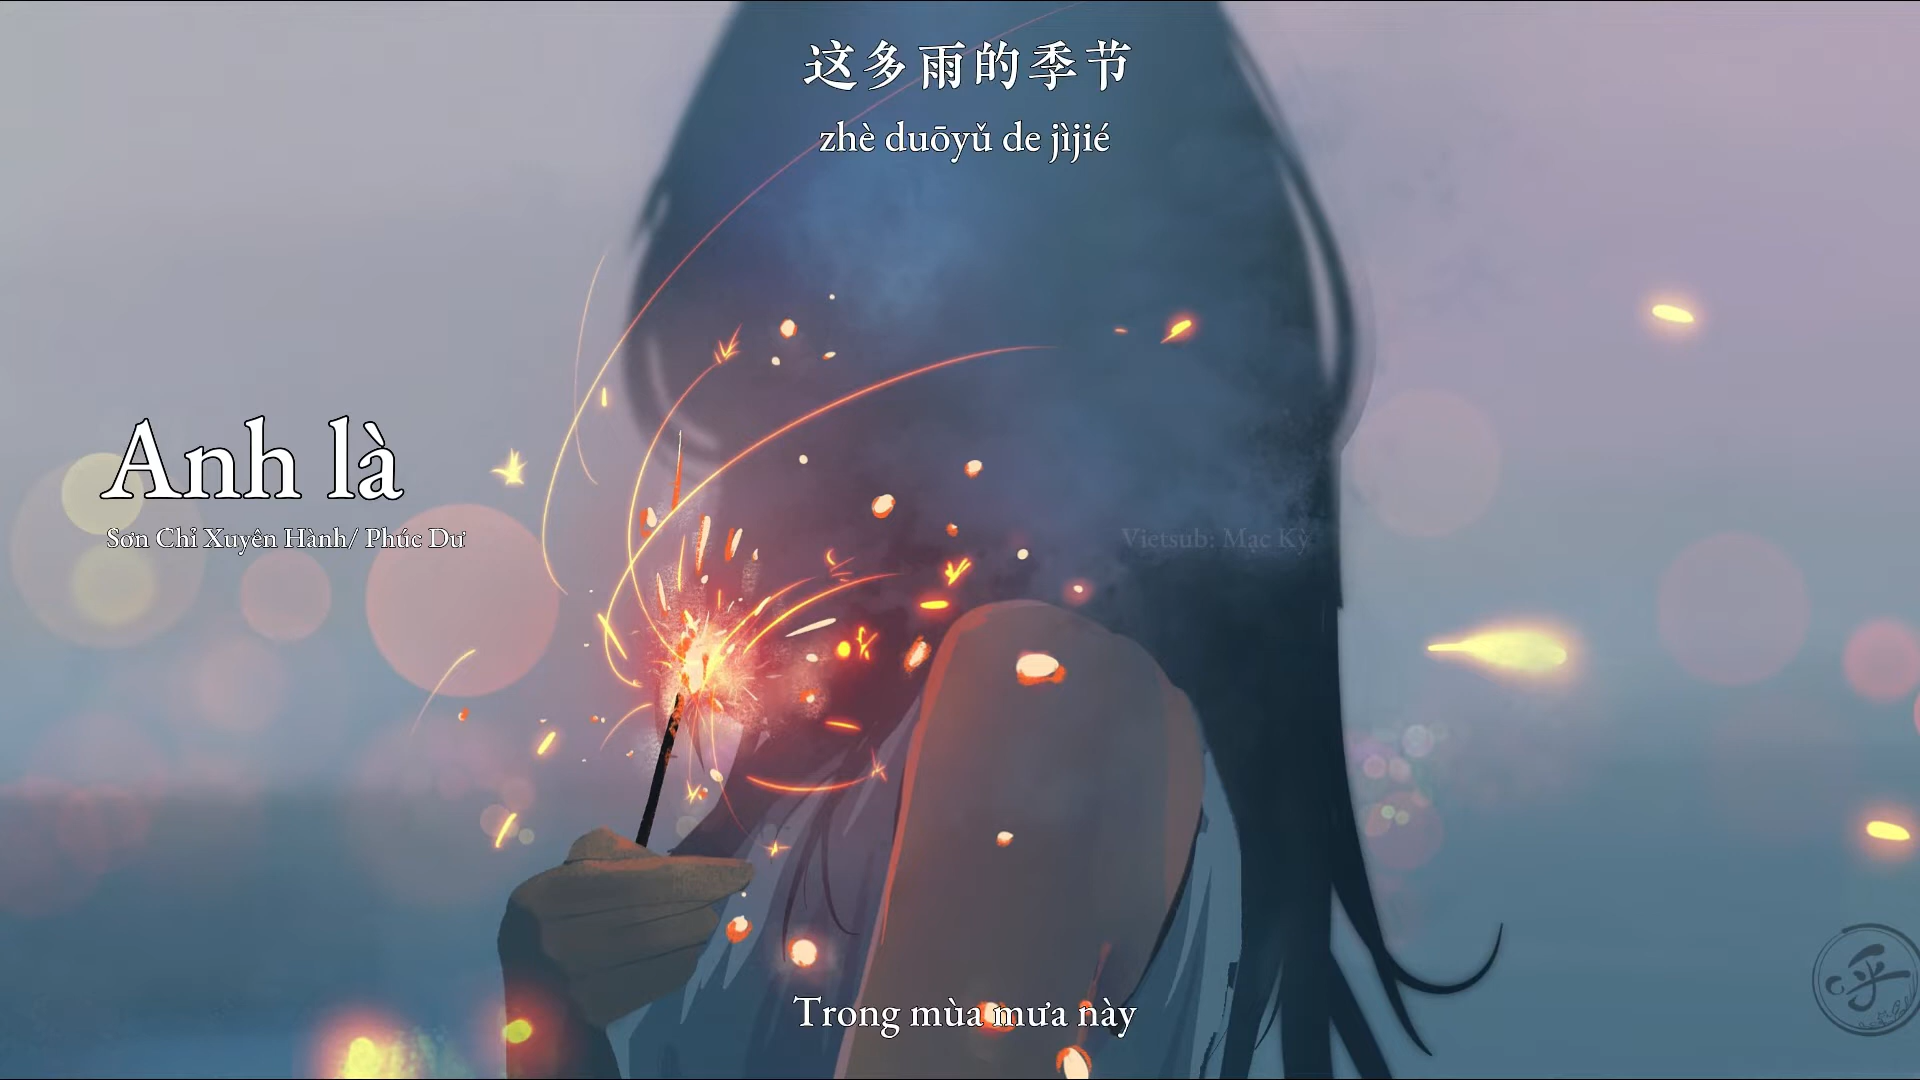 这多雨的季节
zhè duōyǔ de jìjié
Anh là
Sơn Chỉ Xuyên Hành/ Phúc Dư
Vietsub: Mạc Kỳ
呼
Trong mùa mưa này